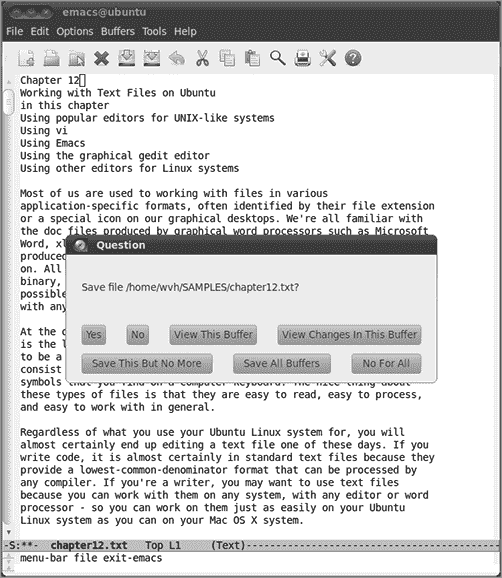 emacs@ubuntu
File Edit Options Buffers Tools Help
Chapter 12
Working with Text Files on Ubuntu
in this chapter
Using popular editors for UNIX-like systems
Using vi
Using Emacs
Using the graphical gedit editor
Using other editors for Linux systems
Most of us are used to working with files in various
application-specific formats, often identified by their file extension
or a special icon on our graphical desktops. We're all familiar with
the doc files produced by graphical word processors such as Microsoft
Word, xl
produced
on. All
binary,
possible
with any
Question
Save file /home/wvh/SAMPLES/chapter12.txt?
Yes No View This Buffer View Changes In This Buffer
Save This But No More Save All Buffers No For All
At the
is the l
to be a
consist
symbols that you find on a computer keyboard. The nice thing about
these types of files is that they are easy to read, easy to process,
and easy to work with in general.
Regardless of what you use your Ubuntu Linux system for, you will
almost certainly end up editing a text file one of these days. If you
write code, it is almost certainly in standard text files because they
provide a lowest-common-denominator format that can be processed by
any compiler. If you're a writer, you may want to use text files
because you can work with them on any system, with any editor or word
processor - so you can work on them just as easily on your Ubuntu
Linux system as you can on your Mac OS X system.
-S:**- chapter12.txt Top L1 (Text)
menu-bar file exit-emacs